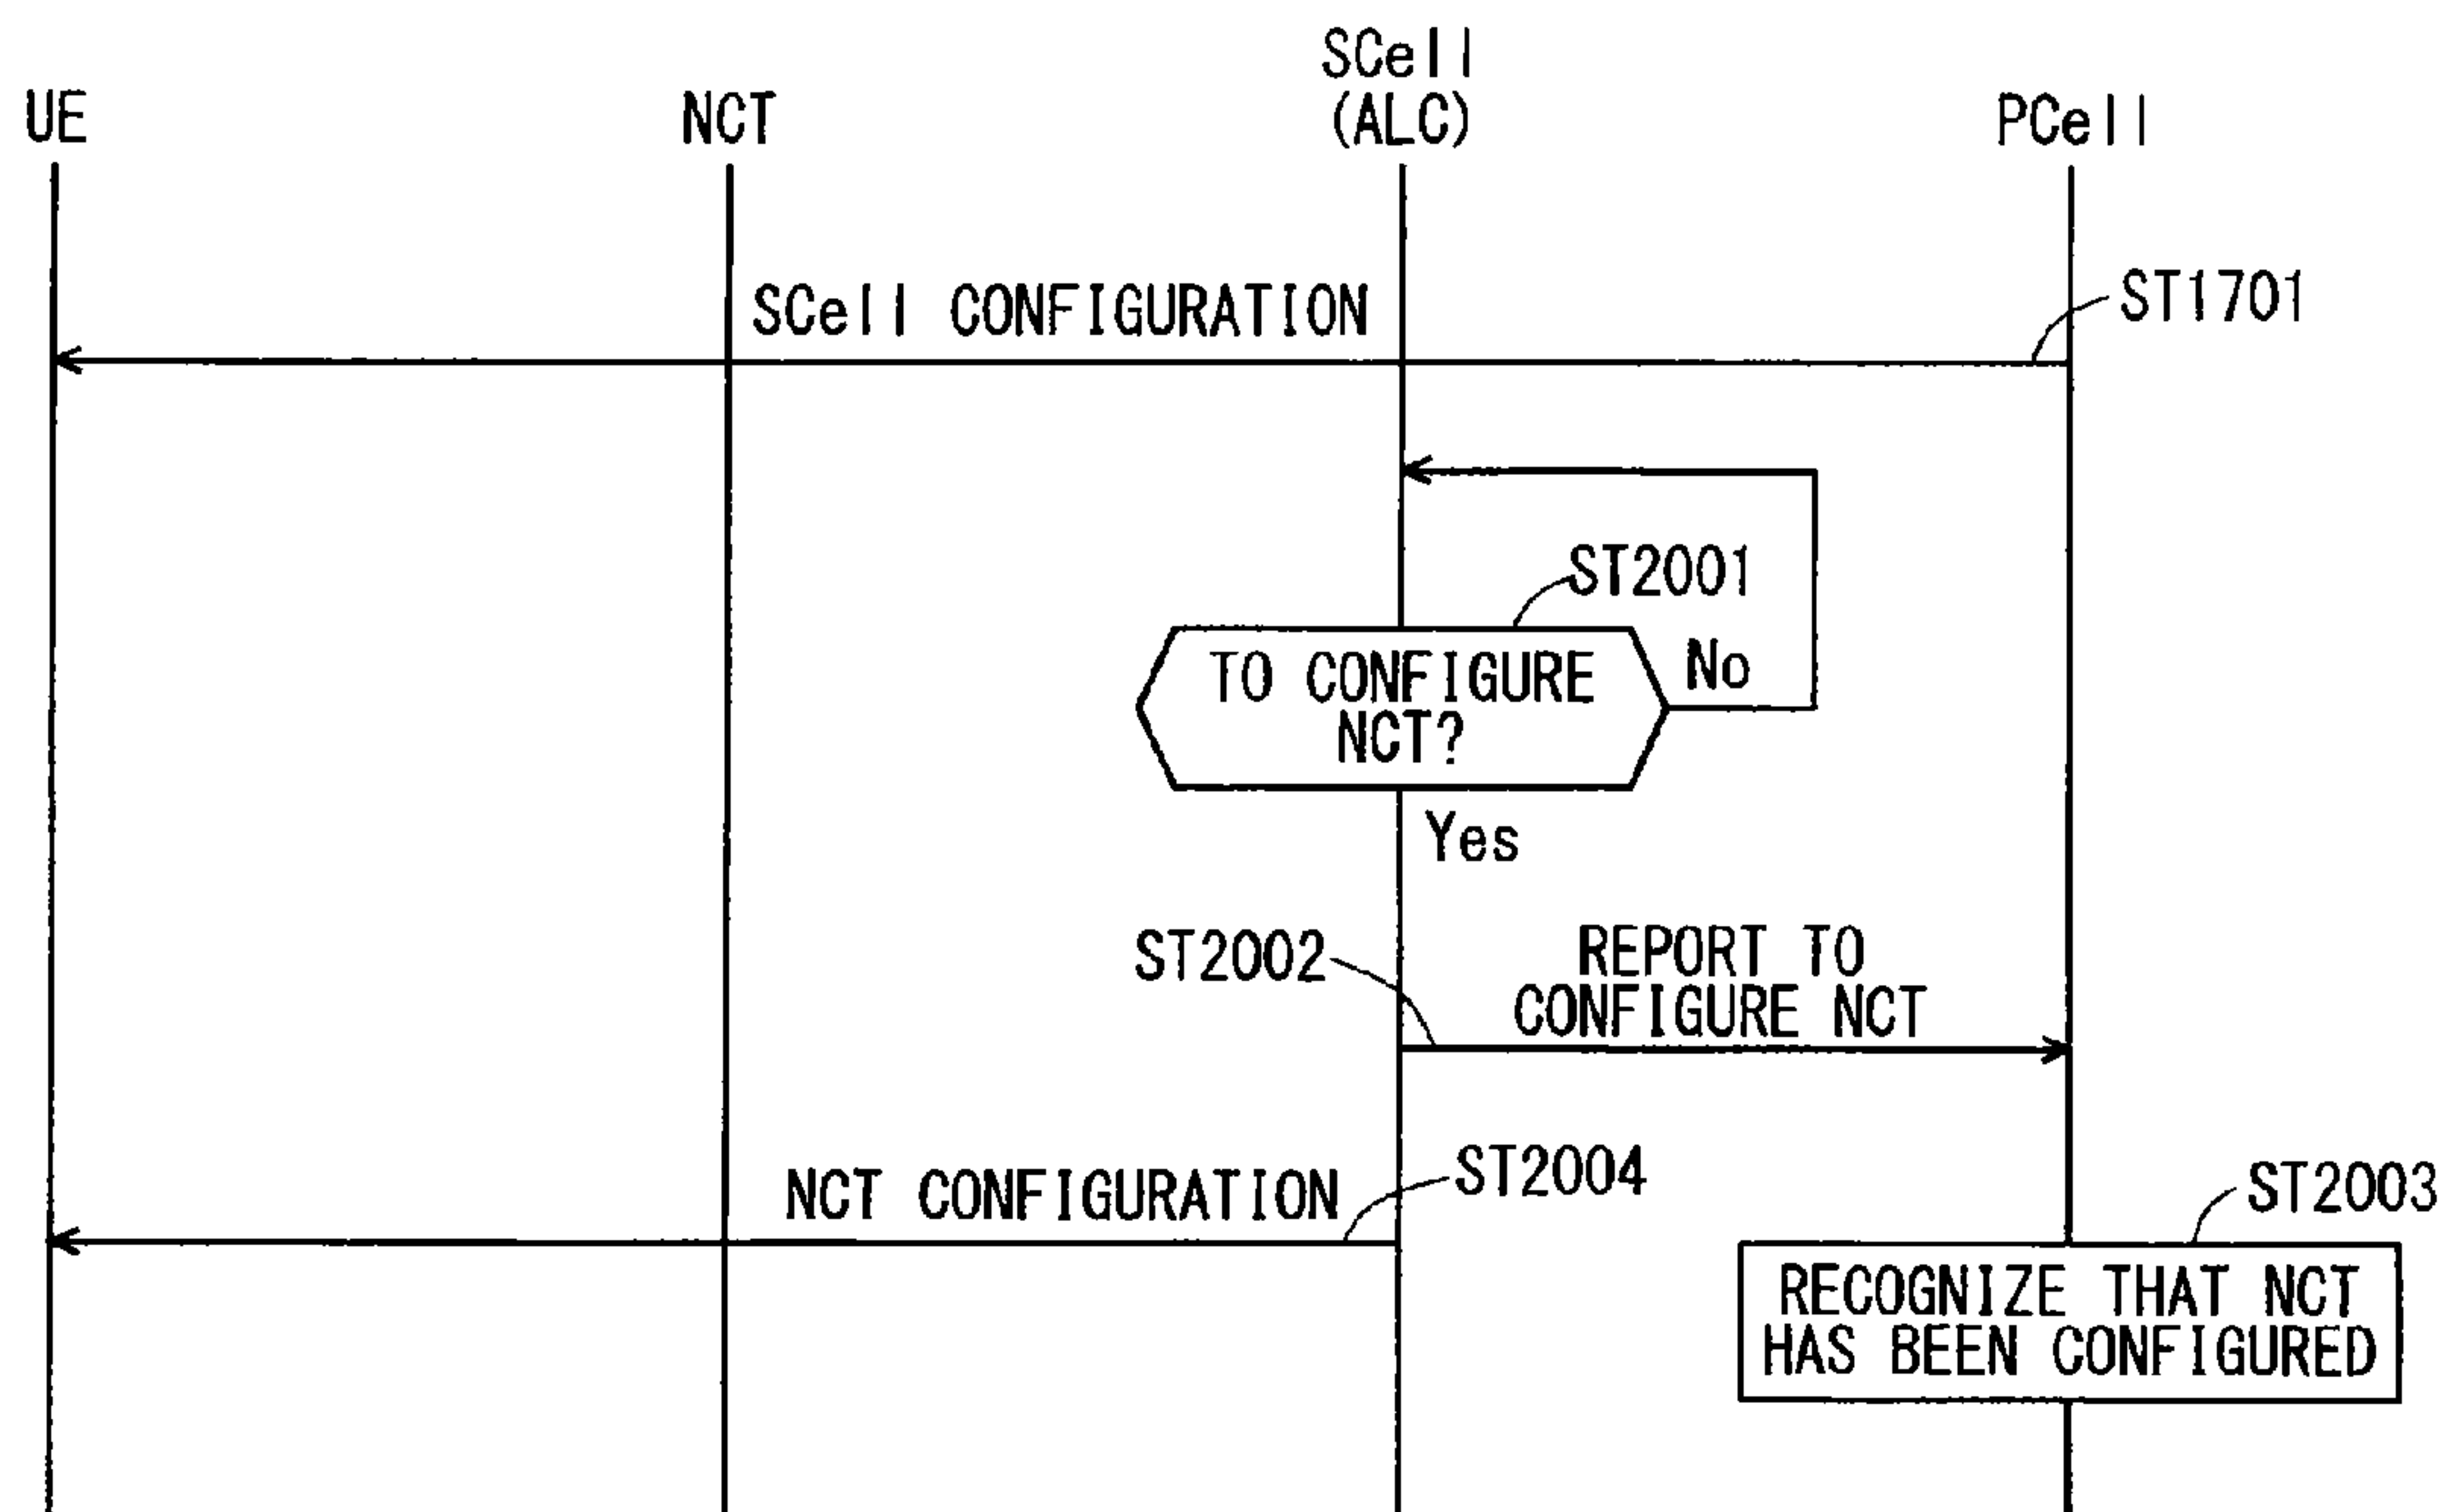 UE
NCT
SCell
(ALC)
PCell
SCell CONFIGURATION
ST1701
ST2001
TO CONFIGURE
NCT?
No
Yes
ST2002
REPORT TO
CONFIGURE NCT
NCT CONFIGURATION
ST2004
ST2003
RECOGNIZE THAT NCT
HAS BEEN CONFIGURED